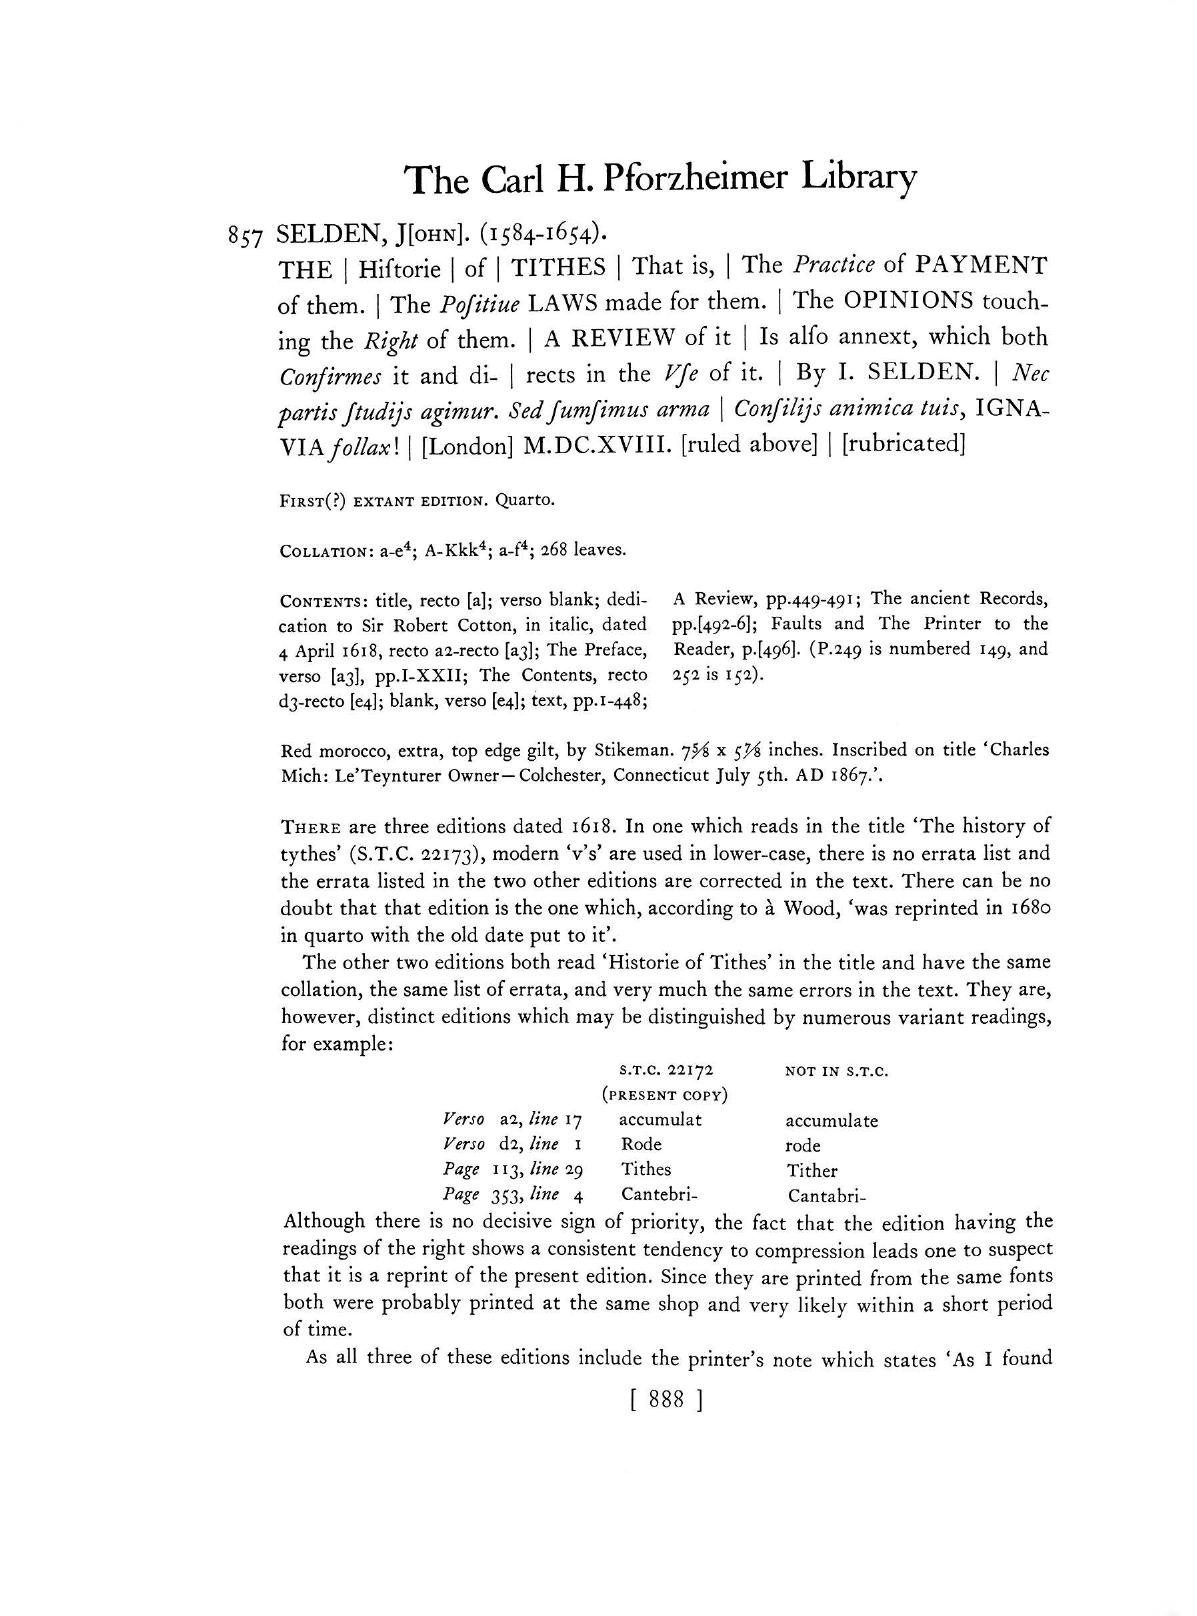 The Carl H. Pforzheimer Library
857 SELDEN, J[OHN]. (1584-1654).
THE | Hiſtorie | of | TITHES | That is, | The Practice of PAYMENT
of them. | The Poſitiue LAWS made for them. | The OPINIONS touch-
ing the Right of them. | A REVIEW of it | Is alſo annext, which both
Confirmes it and di- | rects in the Vſe of it. | By I. SELDEN. | Nec
partis ſtudijs agimur. Sed ſumſimus arma | Conſilijs animica tuis, IGNA-
VIA follax! | [London] M.DC.XVIII. [ruled above] | [rubricated]
FIRST(?) EXTANT EDITION. Quarto.
COLLATION: a-e⁴; A-Kkk⁴; a-f⁴; 268 leaves.
CONTENTS: title, recto [a]; verso blank; dedi-
cation to Sir Robert Cotton, in italic, dated
4 April 1618, recto a2-recto [a3]; The Preface,
verso [a3], pp.I-XXII; The Contents, recto
d3-recto [e4]; blank, verso [e4]; text, pp.1-448;
A Review, pp.449-491; The ancient Records,
pp.[492-6]; Faults and The Printer to the
Reader, p.[496]. (P.249 is numbered 149, and
252 is 152).
Red morocco, extra, top edge gilt, by Stikeman. 7⅝ x 5⅞ inches. Inscribed on title ‘Charles
Mich: Le’Teynturer Owner—Colchester, Connecticut July 5th. AD 1867.’.
THERE are three editions dated 1618. In one which reads in the title ‘The history of
tythes’ (S.T.C. 22173), modern ‘v’s’ are used in lower-case, there is no errata list and
the errata listed in the two other editions are corrected in the text. There can be no
doubt that that edition is the one which, according to à Wood, ‘was reprinted in 1680
in quarto with the old date put to it’.
The other two editions both read ‘Historie of Tithes’ in the title and have the same
collation, the same list of errata, and very much the same errors in the text. They are,
however, distinct editions which may be distinguished by numerous variant readings,
for example:
S.T.C. 22172 NOT IN S.T.C.
(PRESENT COPY)
Verso a2, line 17 accumulat accumulate
Verso d2, line 1 Rode rode
Page 113, line 29 Tithes Tither
Page 353, line 4 Cantebri- Cantabri-
Although there is no decisive sign of priority, the fact that the edition having the
readings of the right shows a consistent tendency to compression leads one to suspect
that it is a reprint of the present edition. Since they are printed from the same fonts
both were probably printed at the same shop and very likely within a short period
of time.
As all three of these editions include the printer’s note which states ‘As I found
[ 888 ]